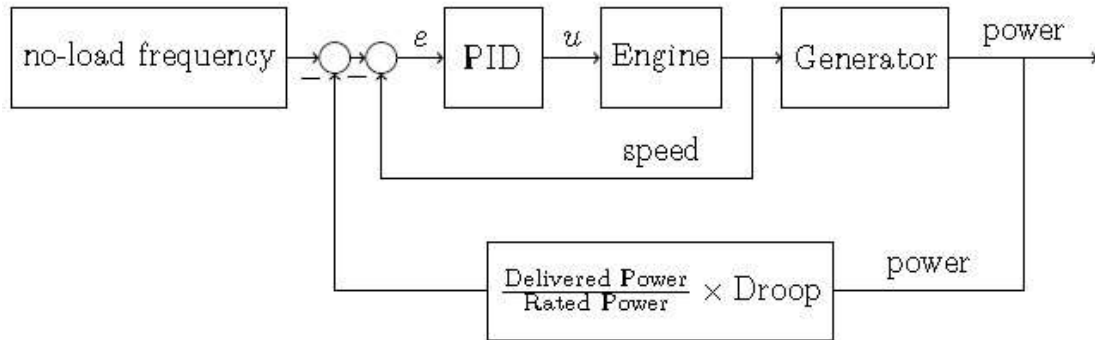 power
no-load frequency
−
−
e
PID
u
Engine
Generator
speed
Delivered Power
Rated Power
× Droop
power